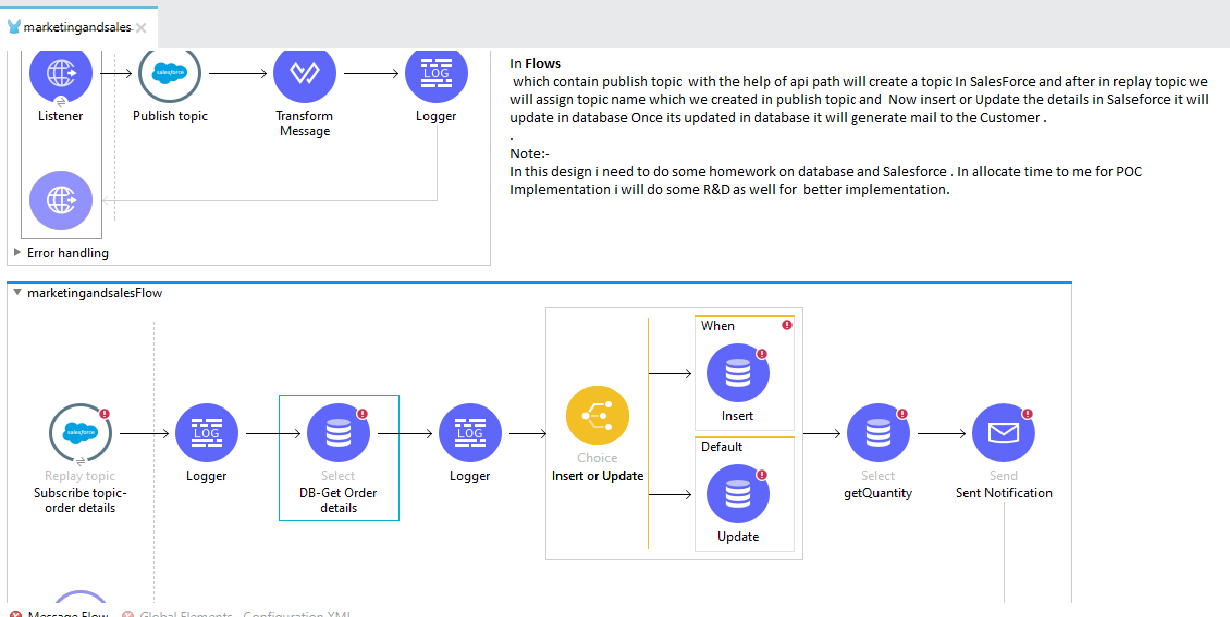 marketingandsales
In Flows
which contain publish topic with the help of api path will create a topic In SalesForce and after in replay topic we
will assign topic name which we created in publish topic and Now insert or Update the details in Salseforce it will
update in database Once its updated in database it will generate mail to the Customer .
.
Note:-
In this design i need to do some homework on database and Salesforce . In allocate time to me for POC
Implementation i will do some R&D as well for better implementation.
salesforce
LOG
Listener
Publish topic
Transform
Message
Logger
Error handling
marketingandsalesFlow
When
Insert
Default
Update
salesforce
LOG
LOG
Replay topic
Subscribe topic-
order details
Logger
Select
DB-Get Order
details
Logger
Choice
Insert or Update
Select
getQuantity
Send
Sent Notification
Message Flow
Global Elements
Configuration XML